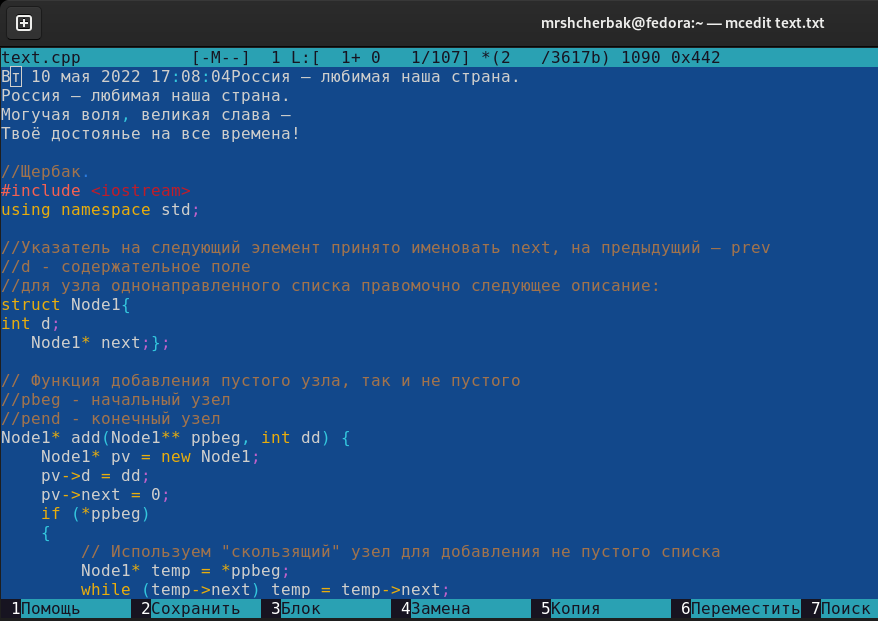 mrshcherbak@fedora:~ — mcedit text.txt
text.cpp [-M--] 1 L:[ 1+ 0 1/107] *(2 /3617b) 1090 0x442
Вт 10 мая 2022 17:08:04Россия — любимая наша страна.
Россия — любимая наша страна.
Могучая воля, великая слава —
Твоё достоянье на все времена!
//Щербак.
#include <iostream>
using namespace std;
//Указатель на следующий элемент принято именовать next, на предыдущий — prev
//d - содержательное поле
//для узла однонаправленного списка правомочно следующее описание:
struct Node1{
int d;
Node1* next;};
// Функция добавления пустого узла, так и не пустого
//pbeg - начальный узел
//pend - конечный узел
Node1* add(Node1** ppbeg, int dd) {
Node1* pv = new Node1;
pv->d = dd;
pv->next = 0;
if (*ppbeg)
{
// Используем "скользящий" узел для добавления не пустого списка
Node1* temp = *ppbeg;
while (temp->next) temp = temp->next;
1Помощь 2Сохранить 3Блок 4Замена 5Копия 6Переместить 7Поиск